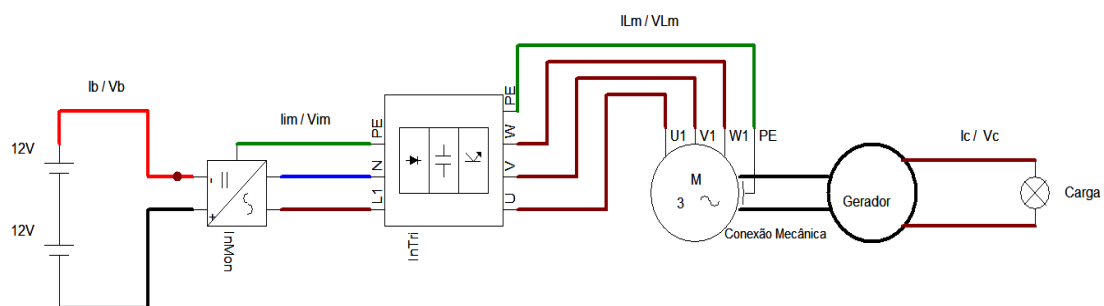 ILm / VLm
Ib / Vb
Iim / Vim
PE
W
V
U
PE
N
L1
InTri
12V
12V
-
+
InMon
U1 V1 W1 PE
M
3
Conexão Mecânica
Gerador
Ic / Vc
Carga